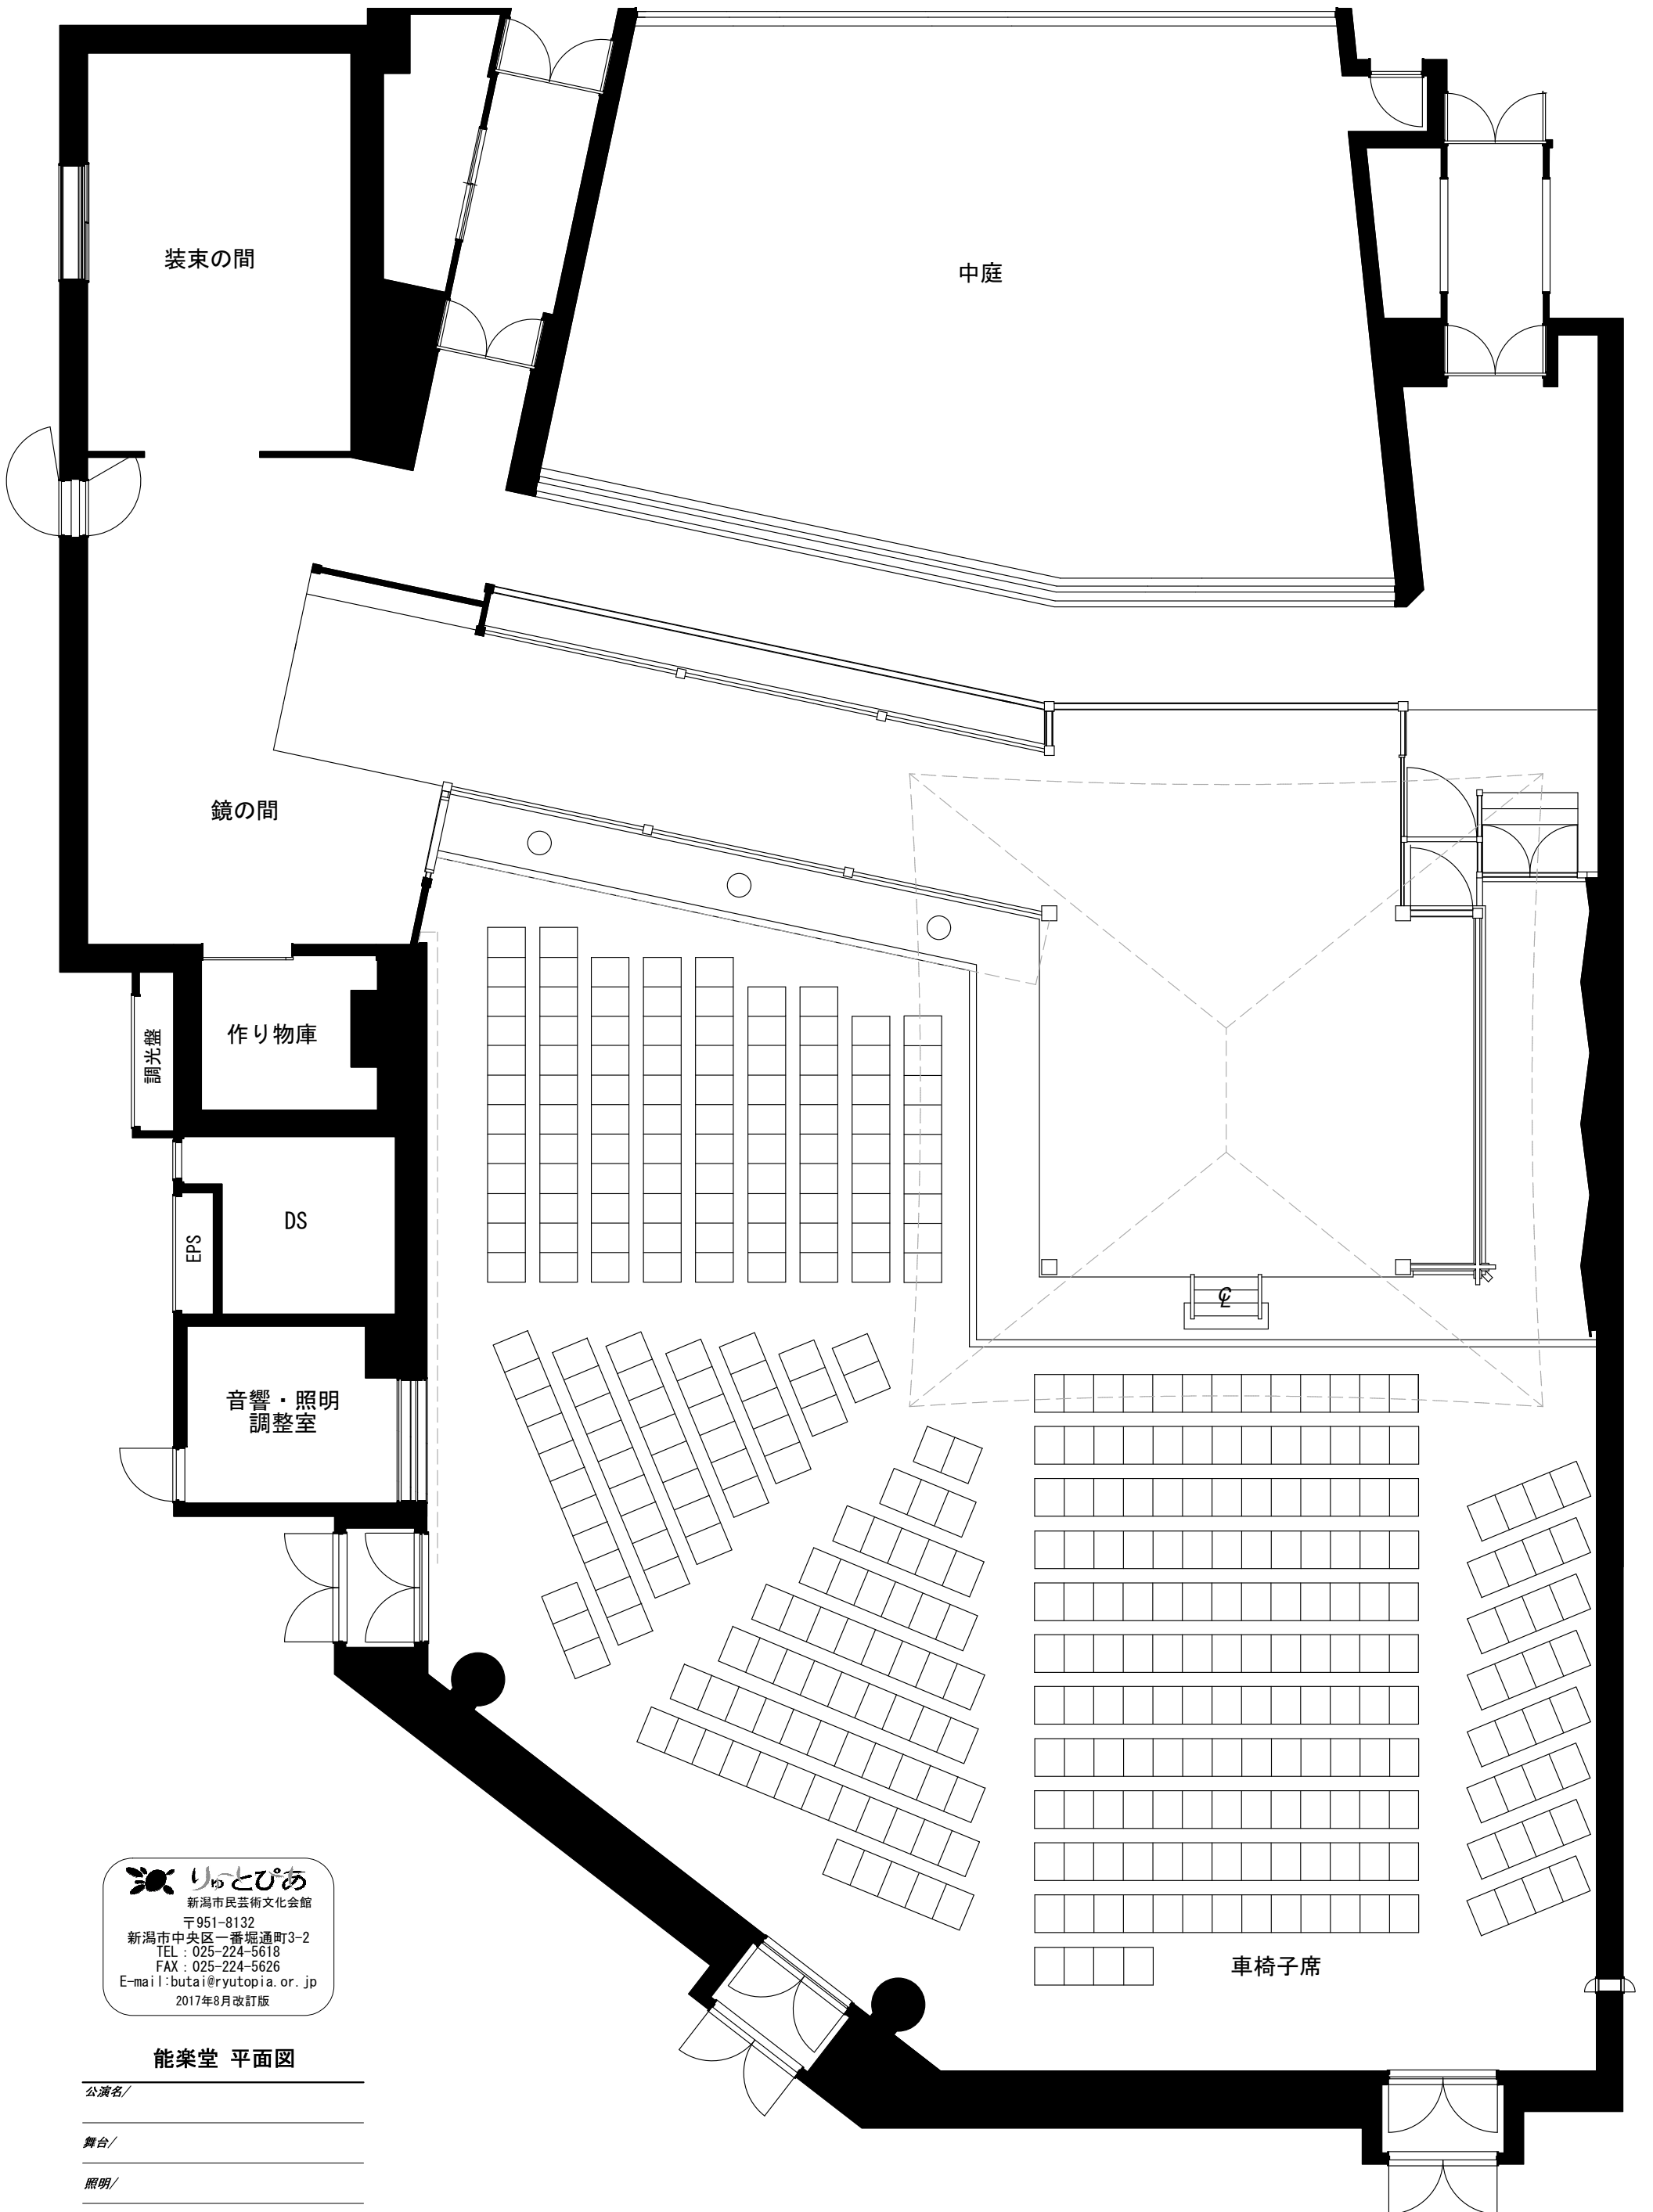 装束の間
中庭
鏡の間
作り物庫
調光盤
DS
EPS
音響・照明
調整室
℄
車椅子席
りゅーとぴあ
新潟市民芸術文化会館
〒951-8132
新潟市中央区一番堀通町3-2
TEL：025-224-5618
FAX：025-224-5626
E-mail:butai@ryutopia.or.jp
2017年8月改訂版
能楽堂 平面図
公演名/
舞台/
照明/